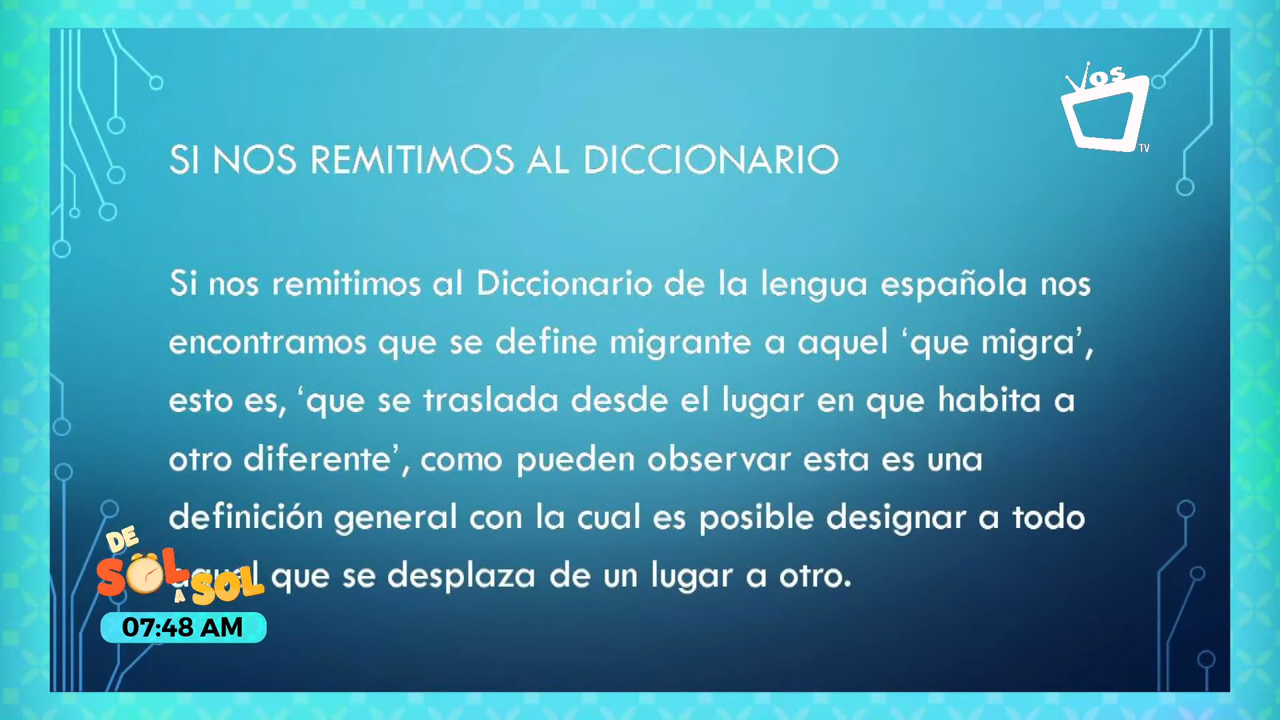 VOS
TV
SI NOS REMITIMOS AL DICCIONARIO
Si nos remitimos al Diccionario de la lengua española nos
encontramos que se define migrante a aquel ‘que migra’,
esto es, ‘que se traslada desde el lugar en que habita a
otro diferente’, como pueden observar esta es una
definición general con la cual es posible designar a todo
aquel que se desplaza de un lugar a otro.
DE
SOL
A SOL
07:48 AM